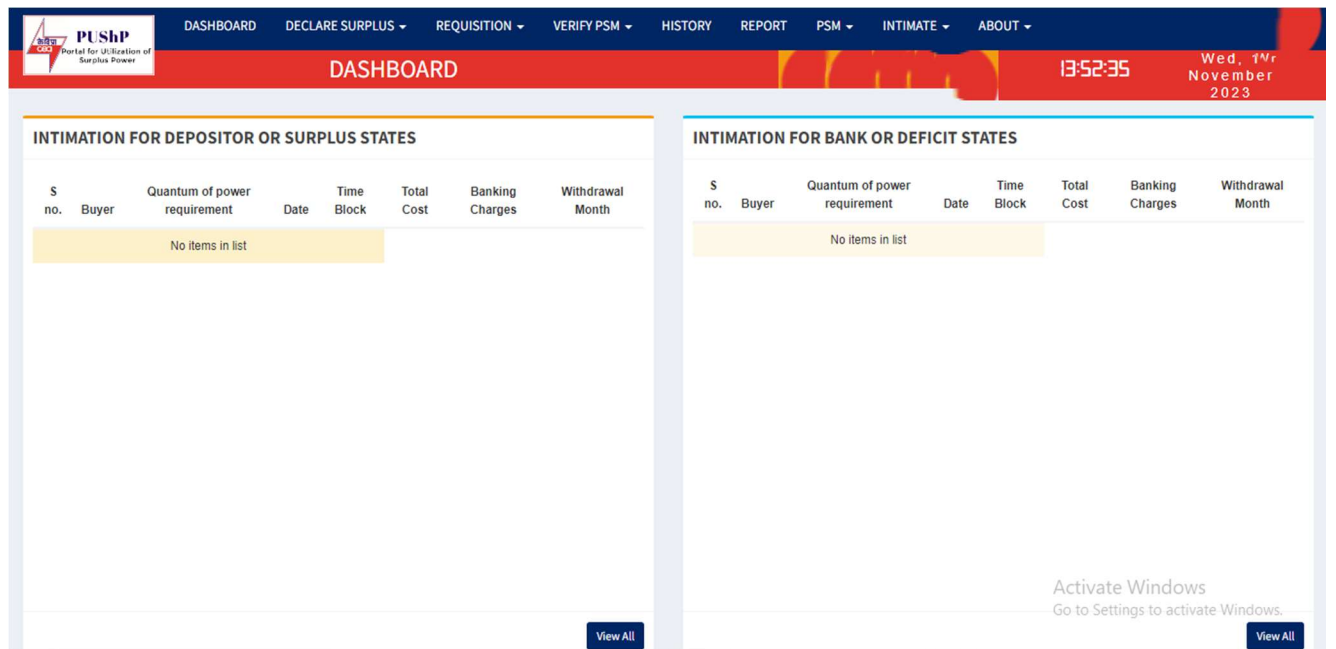 DASHBOARD DECLARE SURPLUS REQUISITION VERIFY PSM HISTORY REPORT PSM INTIMATE ABOUT
PUShP
Portal for Utilization of
Surplus Power
DASHBOARD
13:52:35
Wed,
November
2023
INTIMATION FOR DEPOSITOR OR SURPLUS STATES
S no. Buyer Quantum of power requirement Date Time Block Total Cost Banking Charges Withdrawal Month
No items in list
View All
INTIMATION FOR BANK OR DEFICIT STATES
S no. Buyer Quantum of power requirement Date Time Block Total Cost Banking Charges Withdrawal Month
No items in list
Activate Windows
Go to Settings to activate Windows.
View All